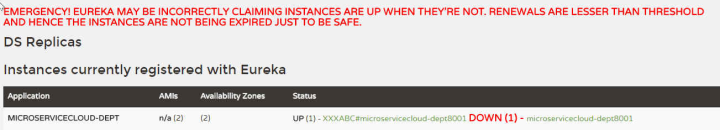 EMERGENCY! EUREKA MAY BE INCORRECTLY CLAIMING INSTANCES ARE UP WHEN THEY'RE NOT. RENEWALS ARE LESSER THAN THRESHOLD
AND HENCE THE INSTANCES ARE NOT BEING EXPIRED JUST TO BE SAFE.
DS Replicas
Instances currently registered with Eureka
Application AMIs Availability Zones Status
MICROSERVICECLOUD-DEPT n/a (2) (2) UP (1) - XXXABC#microservicecloud-dept8001 DOWN (1) - microservicecloud-dept8001